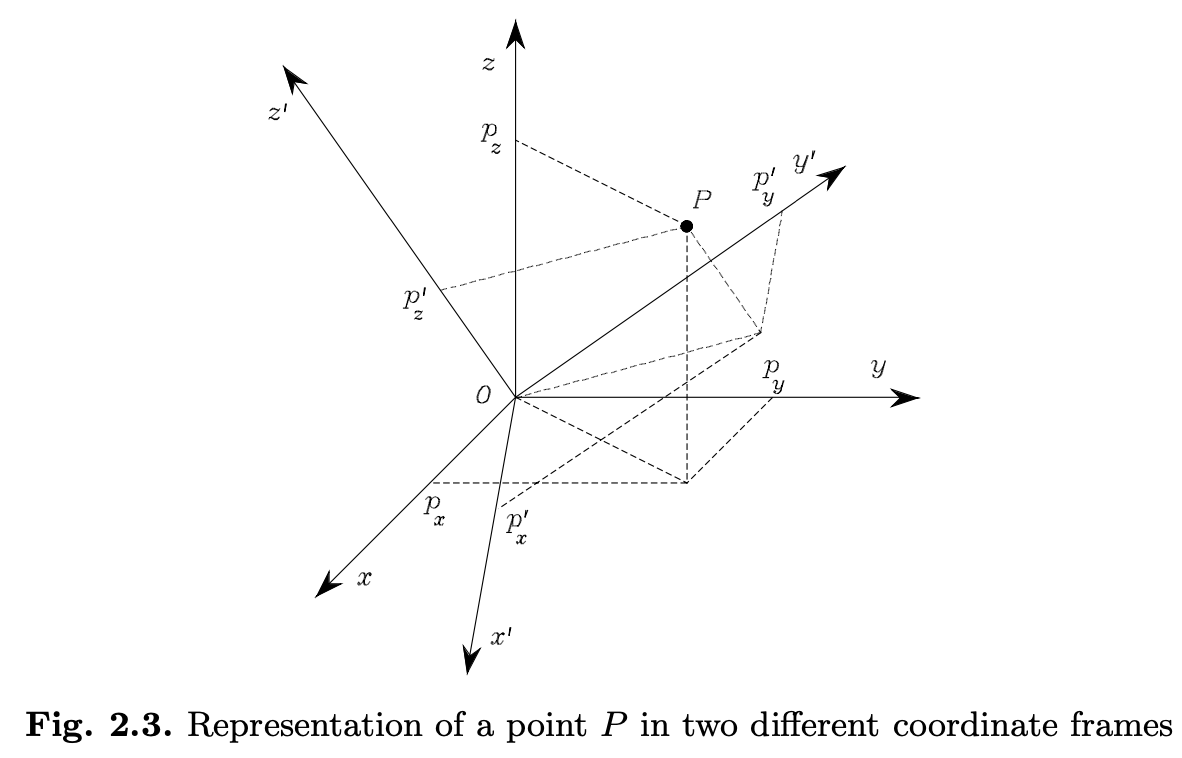 z
z'
p_z
y'
p'_y
P
p'_z
p_y
y
O
p_x
p'_x
x
x'
Fig. 2.3. Representation of a point P in two different coordinate frames